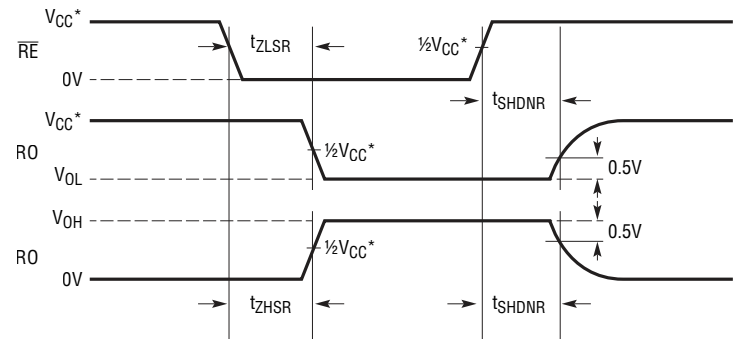 VCC*
RE
tZLSR
½VCC*
0V
tSHDNR
VCC*
RO
½VCC*
0.5V
VOL
VOH
0.5V
RO
½VCC*
0V
tZHSR
tSHDNR